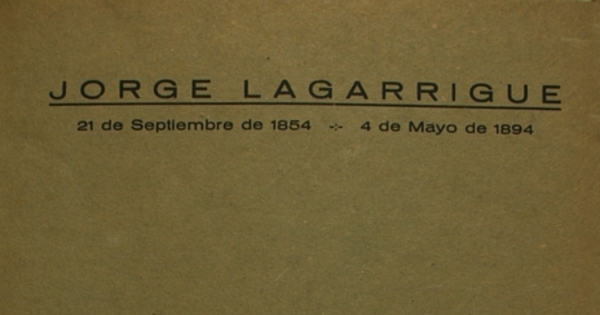 JORGE LAGARRIGUE
21 de Septiembre de 1854 -:- 4 de Mayo de 1894